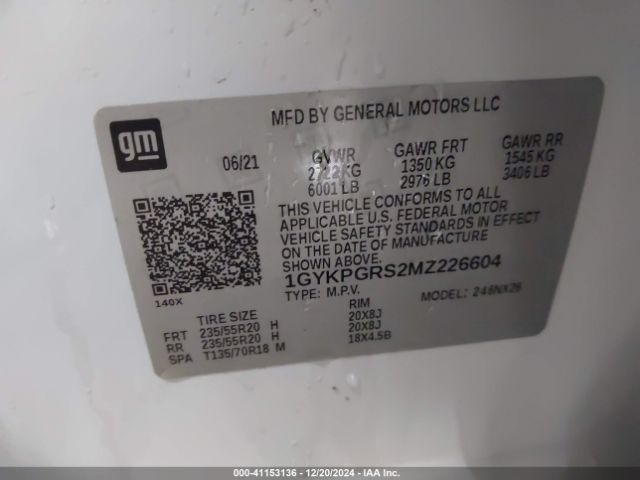 MFD BY GENERAL MOTORS LLC
gm
06/21 GVWR GAWR FRT GAWR RR
2722 KG 1350 KG 1545 KG
6001 LB 2976 LB 3406 LB
THIS VEHICLE CONFORMS TO ALL
APPLICABLE U.S. FEDERAL MOTOR
VEHICLE SAFETY STANDARDS IN EFFECT
ON THE DATE OF MANUFACTURE
SHOWN ABOVE.
1GYKPGRS2MZ226604
140X
TYPE: M.P.V. MODEL: 246NX26
TIRE SIZE RIM
FRT 235/55R20 H 20X8J
RR 235/55R20 H 20X8J
SPA T135/70R18 M 18X4.5B
000-41153136 - 12/20/2024 - IAA Inc.